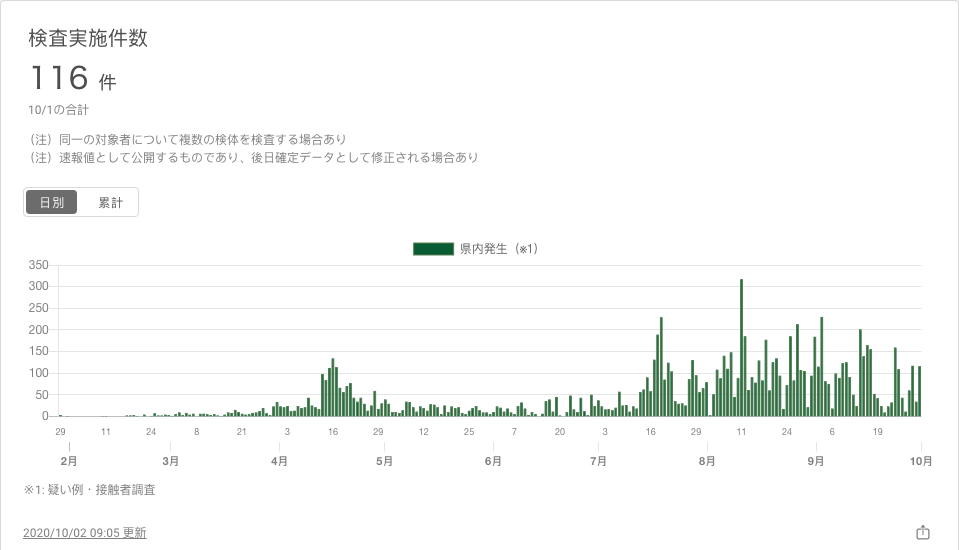 検査実施件数
116 件
10/1の合計
（注）同一の対象者について複数の検体を検査する場合あり
（注）速報値として公開するものであり、後日確定データとして修正される場合あり
日別 累計
県内発生（※1）
350
300
250
200
150
100
50
0
29 11 24 8 21 3 16 29 12 25 7 20 3 16 29 11 24 6 19
2月 3月 4月 5月 6月 7月 8月 9月 10月
※1: 疑い例・接触者調査
2020/10/02 09:05 更新